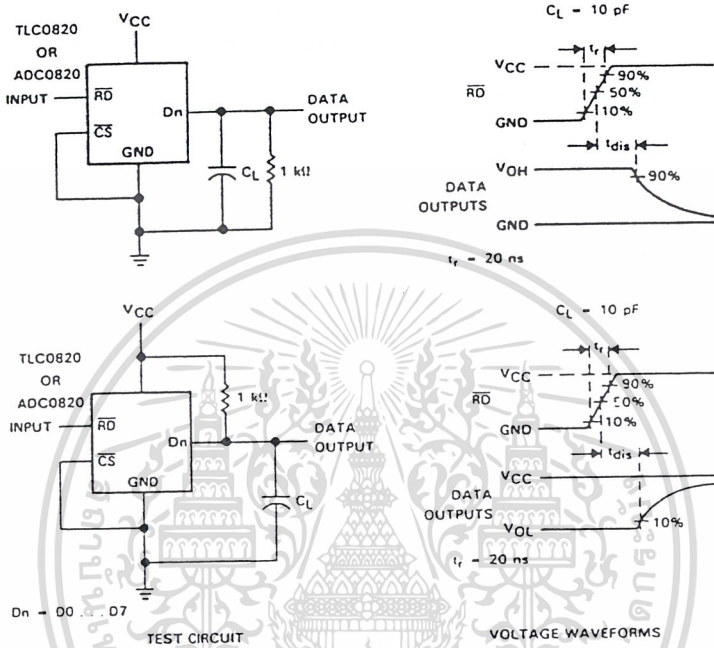 TLC0820
OR
ADC0820
VCC
INPUT
RD
CS
GND
Dn
DATA
OUTPUT
CL
1 kΩ
CL = 10 pF
tr
VCC
RD
GND
90%
50%
10%
tdis
VOH
90%
DATA
OUTPUTS
GND
tr = 20 ns
TLC0820
OR
ADC0820
VCC
1 kΩ
INPUT
RD
CS
GND
Dn
DATA
OUTPUT
CL
CL = 10 pF
tr
VCC
RD
GND
90%
50%
10%
tdis
VCC
DATA
OUTPUTS
VOL
10%
tr = 20 ns
Dn = D0 ... D7
TEST CIRCUIT
VOLTAGE WAVEFORMS